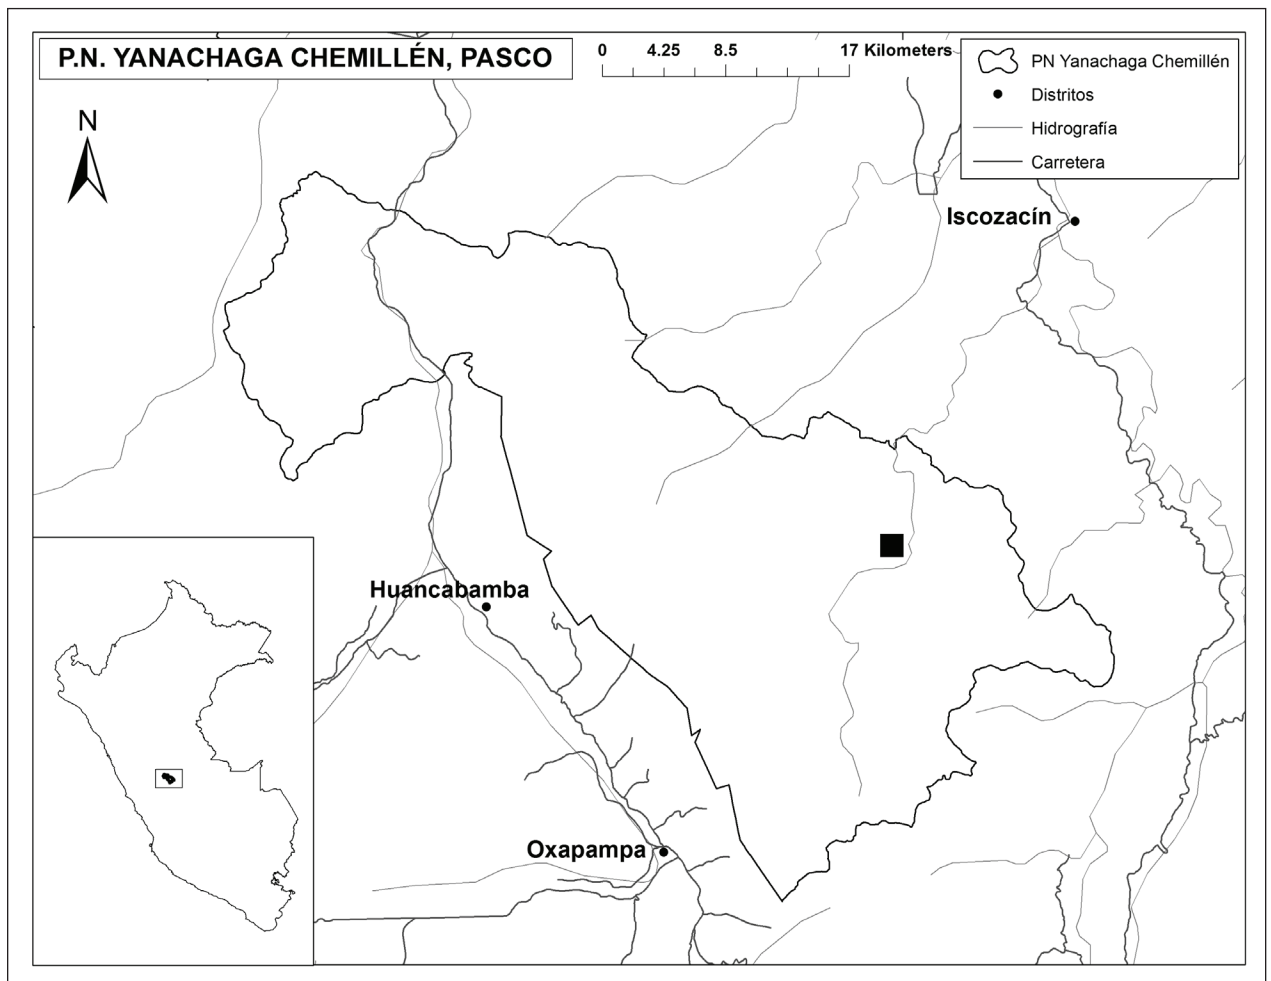 P.N. YANACHAGA CHEMILLÉN, PASCO
0 4.25 8.5 17 Kilometers
PN Yanachaga Chemillén
Distritos
Hidrografía
Carretera
N
Iscozacín
Huancabamba
Oxapampa